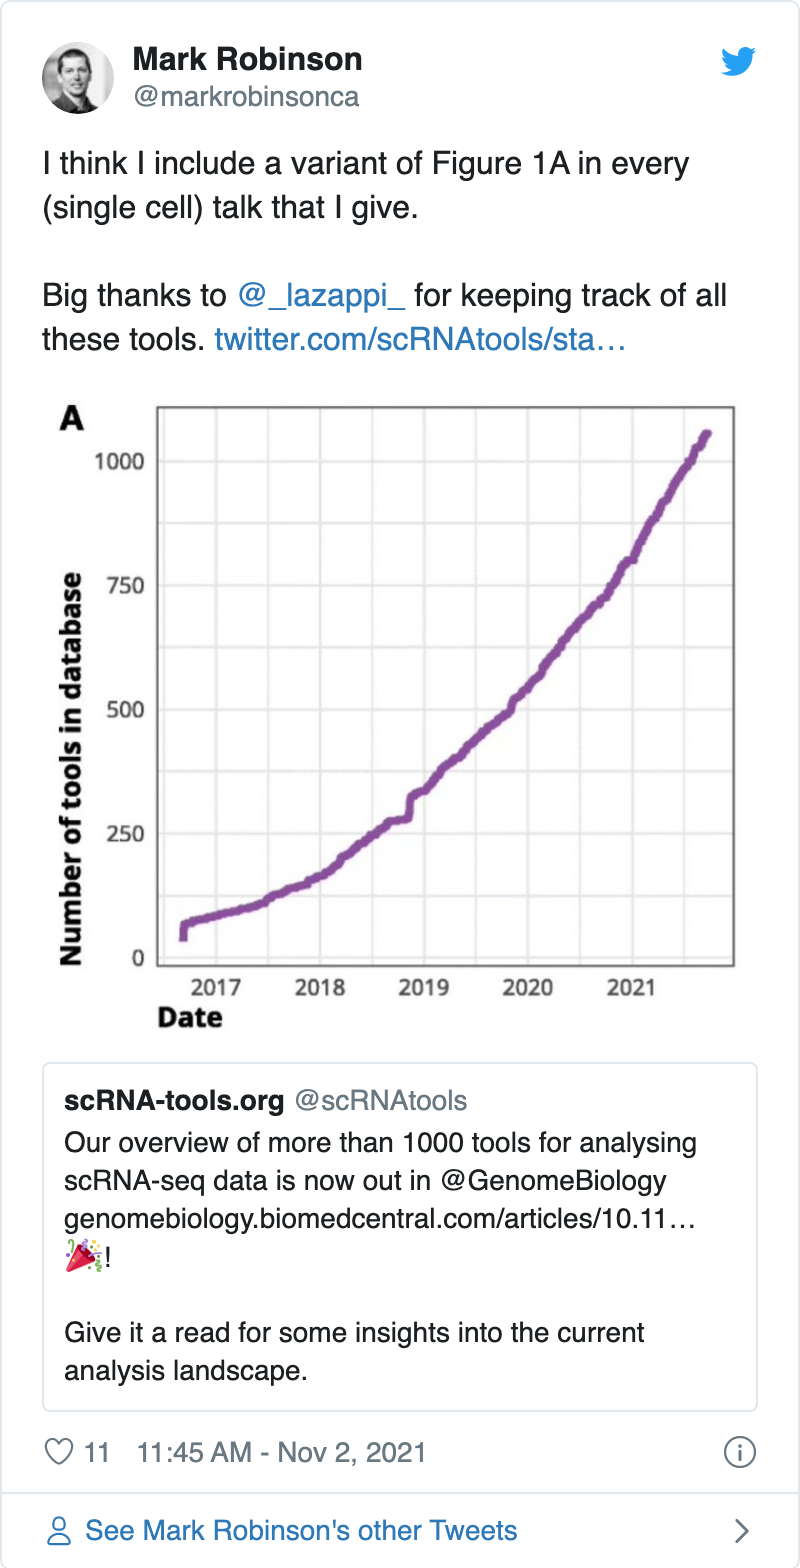 Mark Robinson
@markrobinsonca
I think I include a variant of Figure 1A in every
(single cell) talk that I give.
Big thanks to @_lazappi_ for keeping track of all
these tools. twitter.com/scRNAtools/sta…
A
Number of tools in database
1000
750
500
250
0
2017 2018 2019 2020 2021
Date
scRNA-tools.org @scRNAtools
Our overview of more than 1000 tools for analysing
scRNA-seq data is now out in @GenomeBiology
genomebiology.biomedcentral.com/articles/10.11…
🎉!
Give it a read for some insights into the current
analysis landscape.
11 11:45 AM - Nov 2, 2021
See Mark Robinson's other Tweets